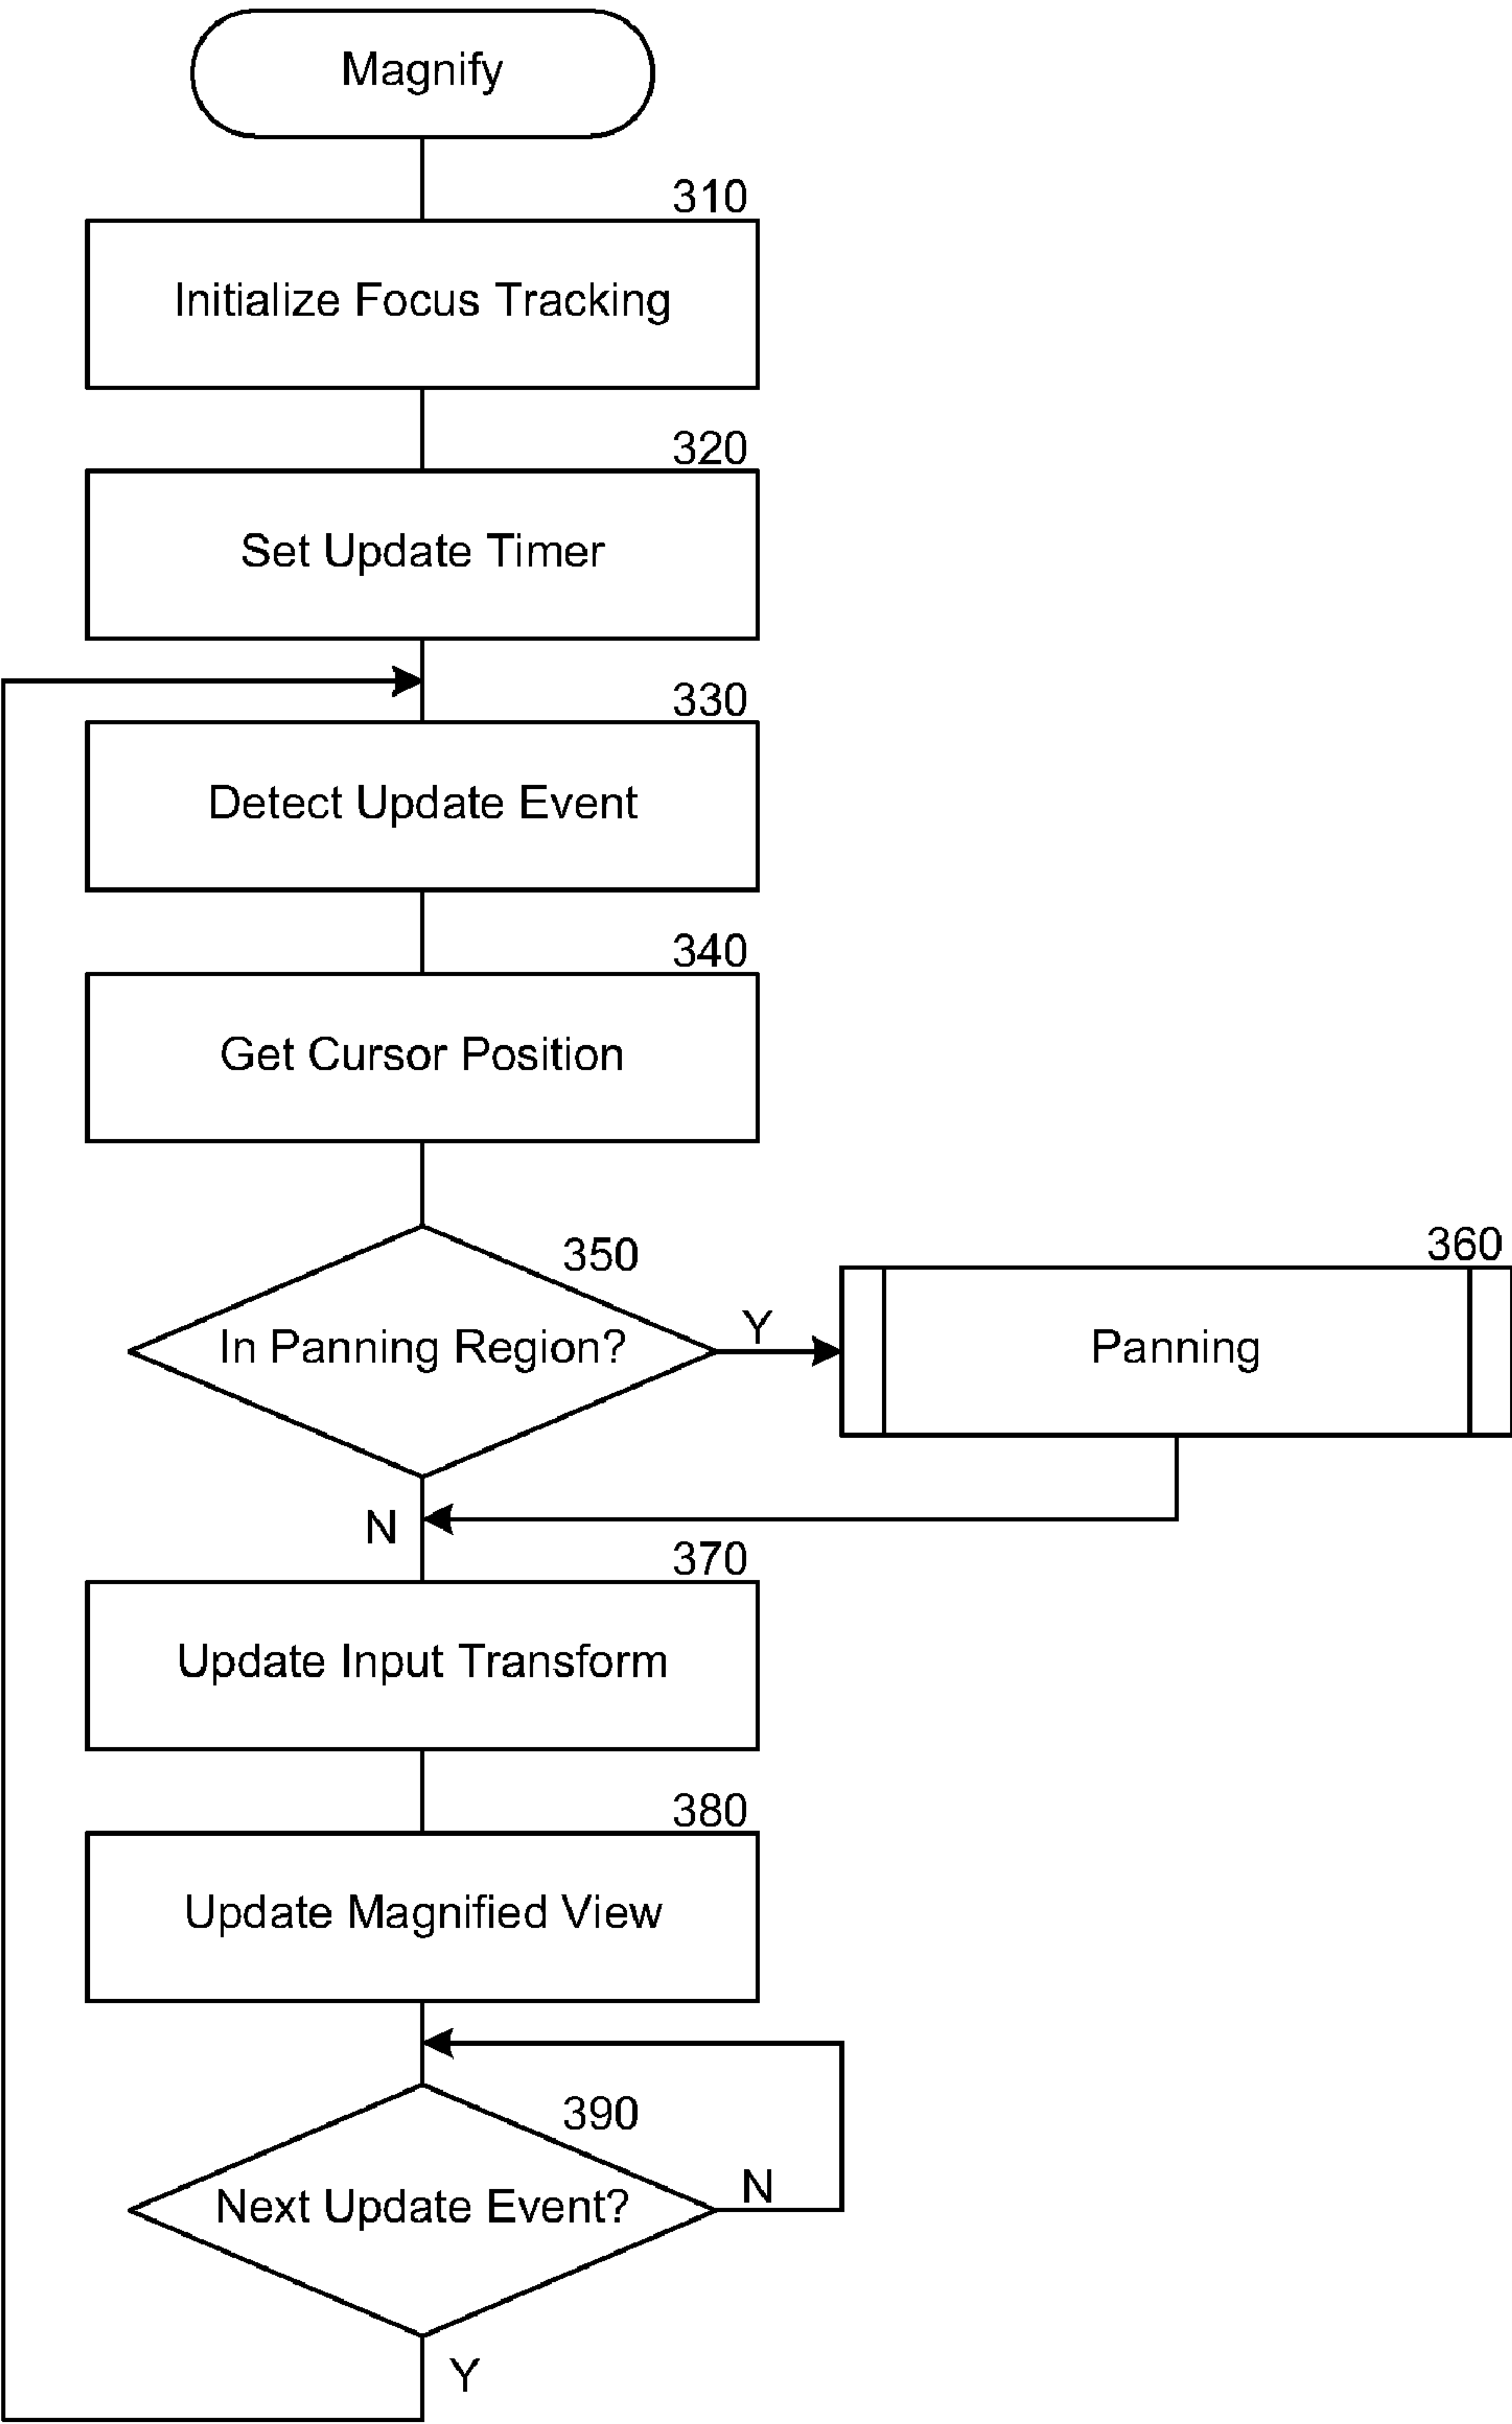 Magnify
310
Initialize Focus Tracking
320
Set Update Timer
330
Detect Update Event
340
Get Cursor Position
350
In Panning Region?
Y
360
Panning
N
370
Update Input Transform
380
Update Magnified View
390
Next Update Event?
N
Y